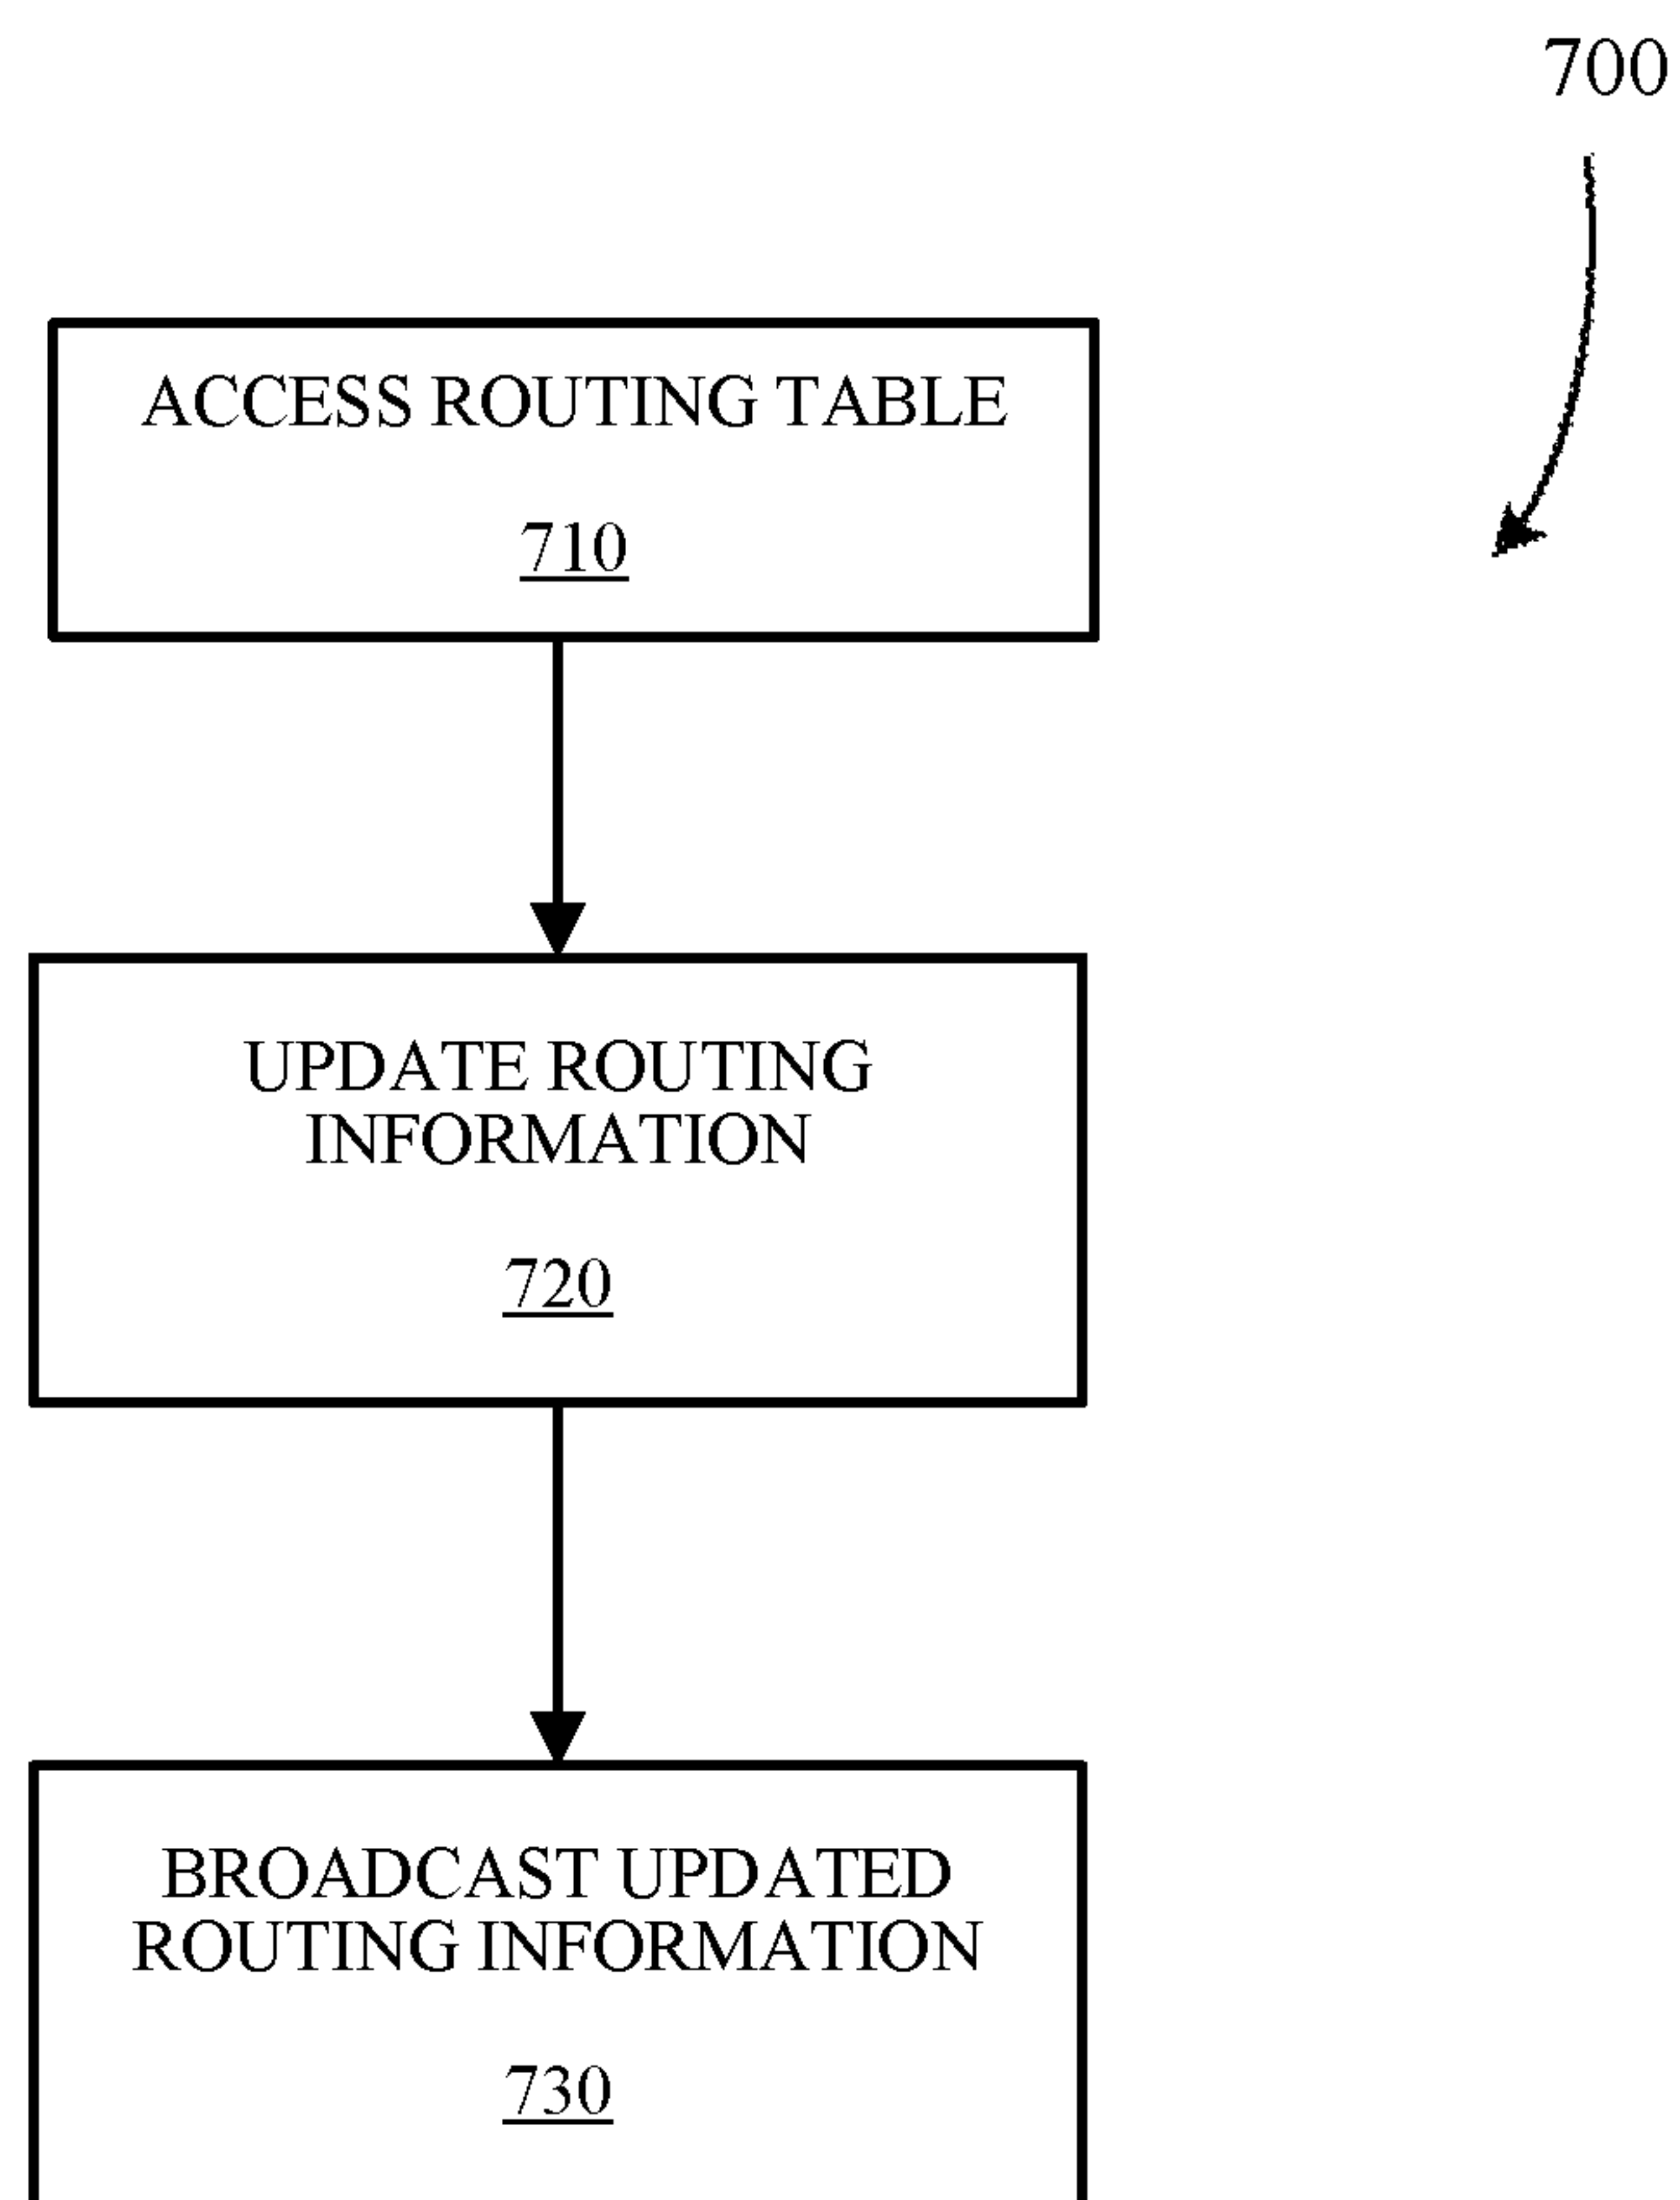 700
ACCESS ROUTING TABLE
710
UPDATE ROUTING
INFORMATION
720
BROADCAST UPDATED
ROUTING INFORMATION
730